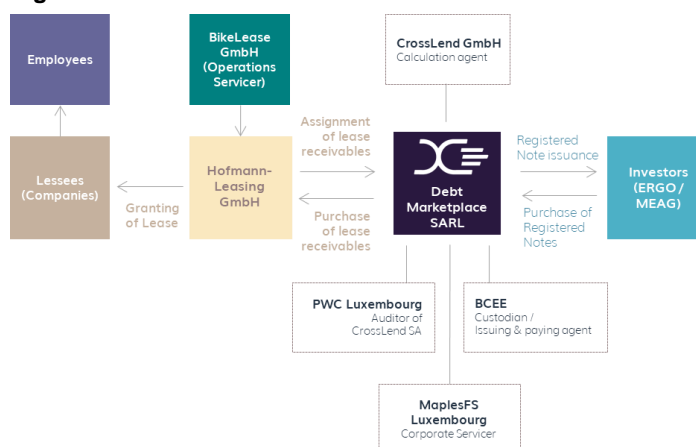 Employees
BikeLease
GmbH
(Operations
Servicer)
CrossLend GmbH
Calculation agent
Lessees
(Companies)
Granting
of Lease
Hofmann-
Leasing
GmbH
Assignment
of lease
receivables
Purchase
of lease
receivables
Debt
Marketplace
SARL
Registered
Note issuance
Purchase of
Registered
Notes
Investors
(ERGO /
MEAG)
PWC Luxembourg
Auditor of
CrossLend SA
BCEE
Custodian /
Issuing & paying agent
MaplesFS
Luxembourg
Corporate Servicer